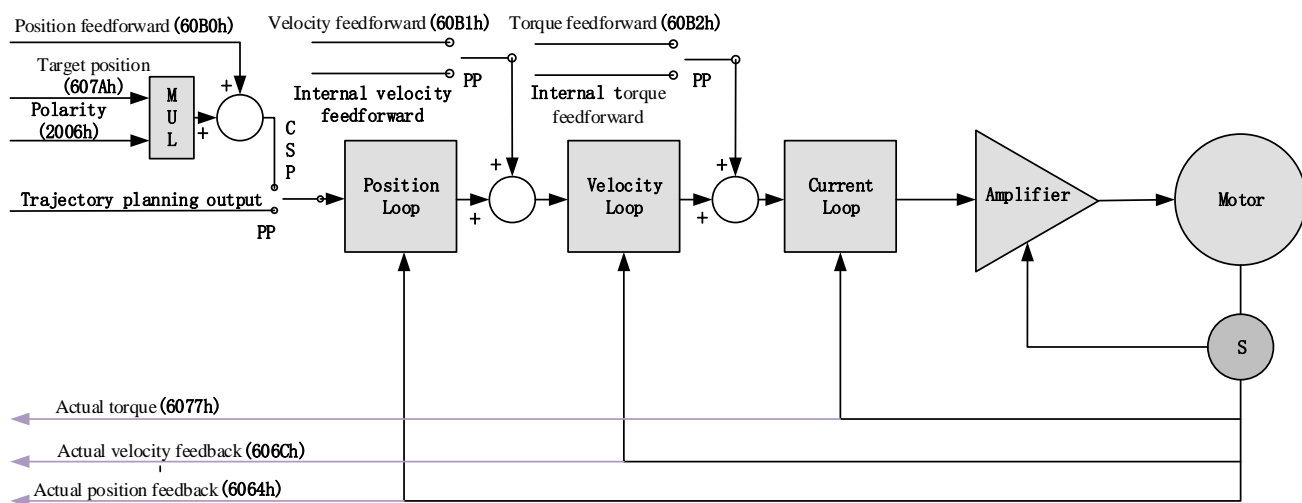 Position feedforward (60B0h)
Velocity feedforward (60B1h)
Torque feedforward (60B2h)
Target position
(607Ah)
Polarity
(2006h)
M
U
L
+
+
C
S
P
Trajectory planning output
PP
PP
Internal velocity
feedforward
PP
Internal torque
feedforward
Position
Loop
+
+
Velocity
Loop
+
+
Current
Loop
Amplifier
Motor
S
Actual torque (6077h)
Actual velocity feedback (606Ch)
Actual position feedback (6064h)